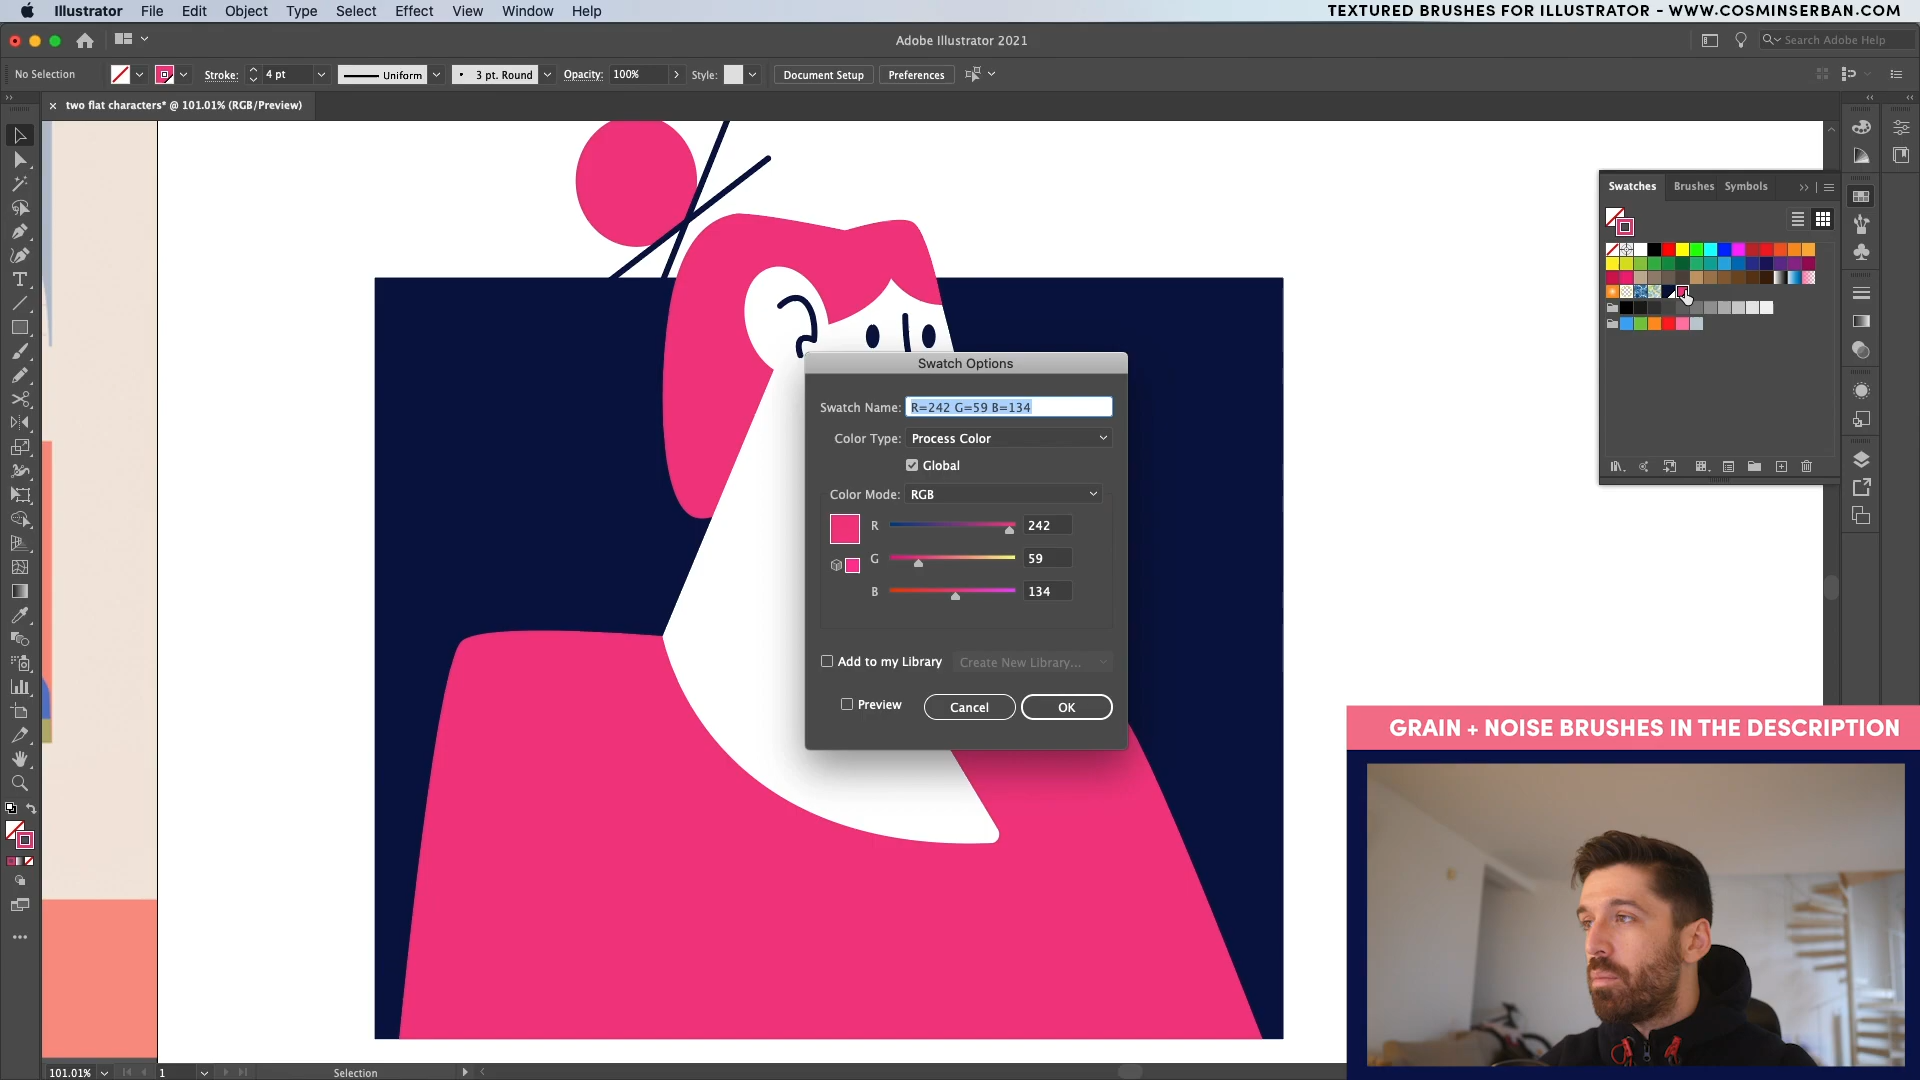 Illustrator File Edit Object Type Select Effect View Window Help
TEXTURED BRUSHES FOR ILLUSTRATOR - WWW.COSMINSERBAN.COM
Adobe Illustrator 2021
Search Adobe Help
No Selection Stroke: 4 pt Uniform 3 pt. Round Opacity: 100% Style: Document Setup Preferences
two flat characters* @ 101.01% (RGB/Preview)
Swatches Brushes Symbols
Swatch Options
Swatch Name: R=242 G=59 B=134
Color Type: Process Color
Global
Color Mode: RGB
R 242
G 59
B 134
Add to my Library Create New Library...
Preview Cancel OK
GRAIN + NOISE BRUSHES IN THE DESCRIPTION
101.01% 1 Selection